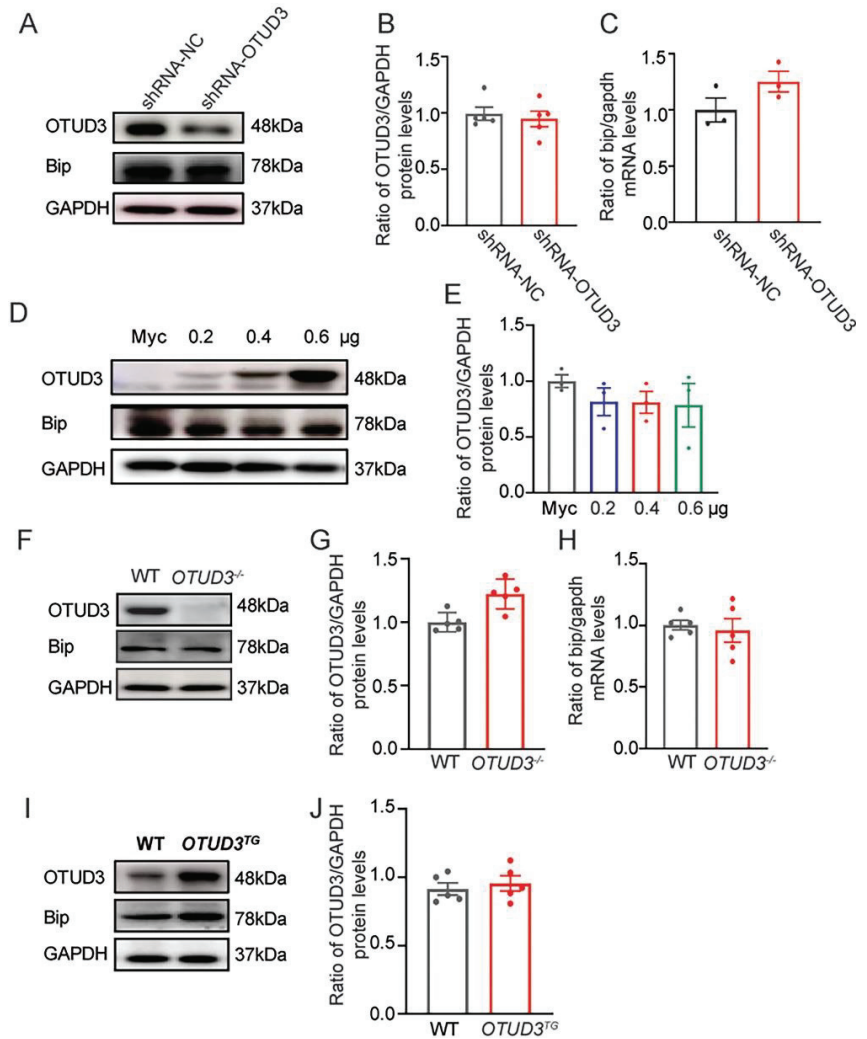 A
shRNA-NC
shRNA-OTUD3
OTUD3
48kDa
Bip
78kDa
GAPDH
37kDa
B
Ratio of OTUD3/GAPDH
protein levels
1.5
1.0
0.5
0.0
shRNA-NC
shRNA-OTUD3
C
Ratio of bip/gapdh
mRNA levels
1.5
1.0
0.5
0.0
shRNA-NC
shRNA-OTUD3
D
Myc 0.2 0.4 0.6 µg
OTUD3
48kDa
Bip
78kDa
GAPDH
37kDa
E
Ratio of OTUD3/GAPDH
protein levels
1.5
1.0
0.5
0.0
Myc 0.2 0.4 0.6 µg
F
WT OTUD3-/-
OTUD3
48kDa
Bip
78kDa
GAPDH
37kDa
G
Ratio of OTUD3/GAPDH
protein levels
1.5
1.0
0.5
0.0
WT OTUD3-/-
H
Ratio of bip/gapdh
mRNA levels
1.5
1.0
0.5
0.0
WT OTUD3-/-
I
WT OTUD3TG
OTUD3
48kDa
Bip
78kDa
GAPDH
37kDa
J
Ratio of OTUD3/GAPDH
protein levels
1.5
1.0
0.5
0.0
WT OTUD3TG